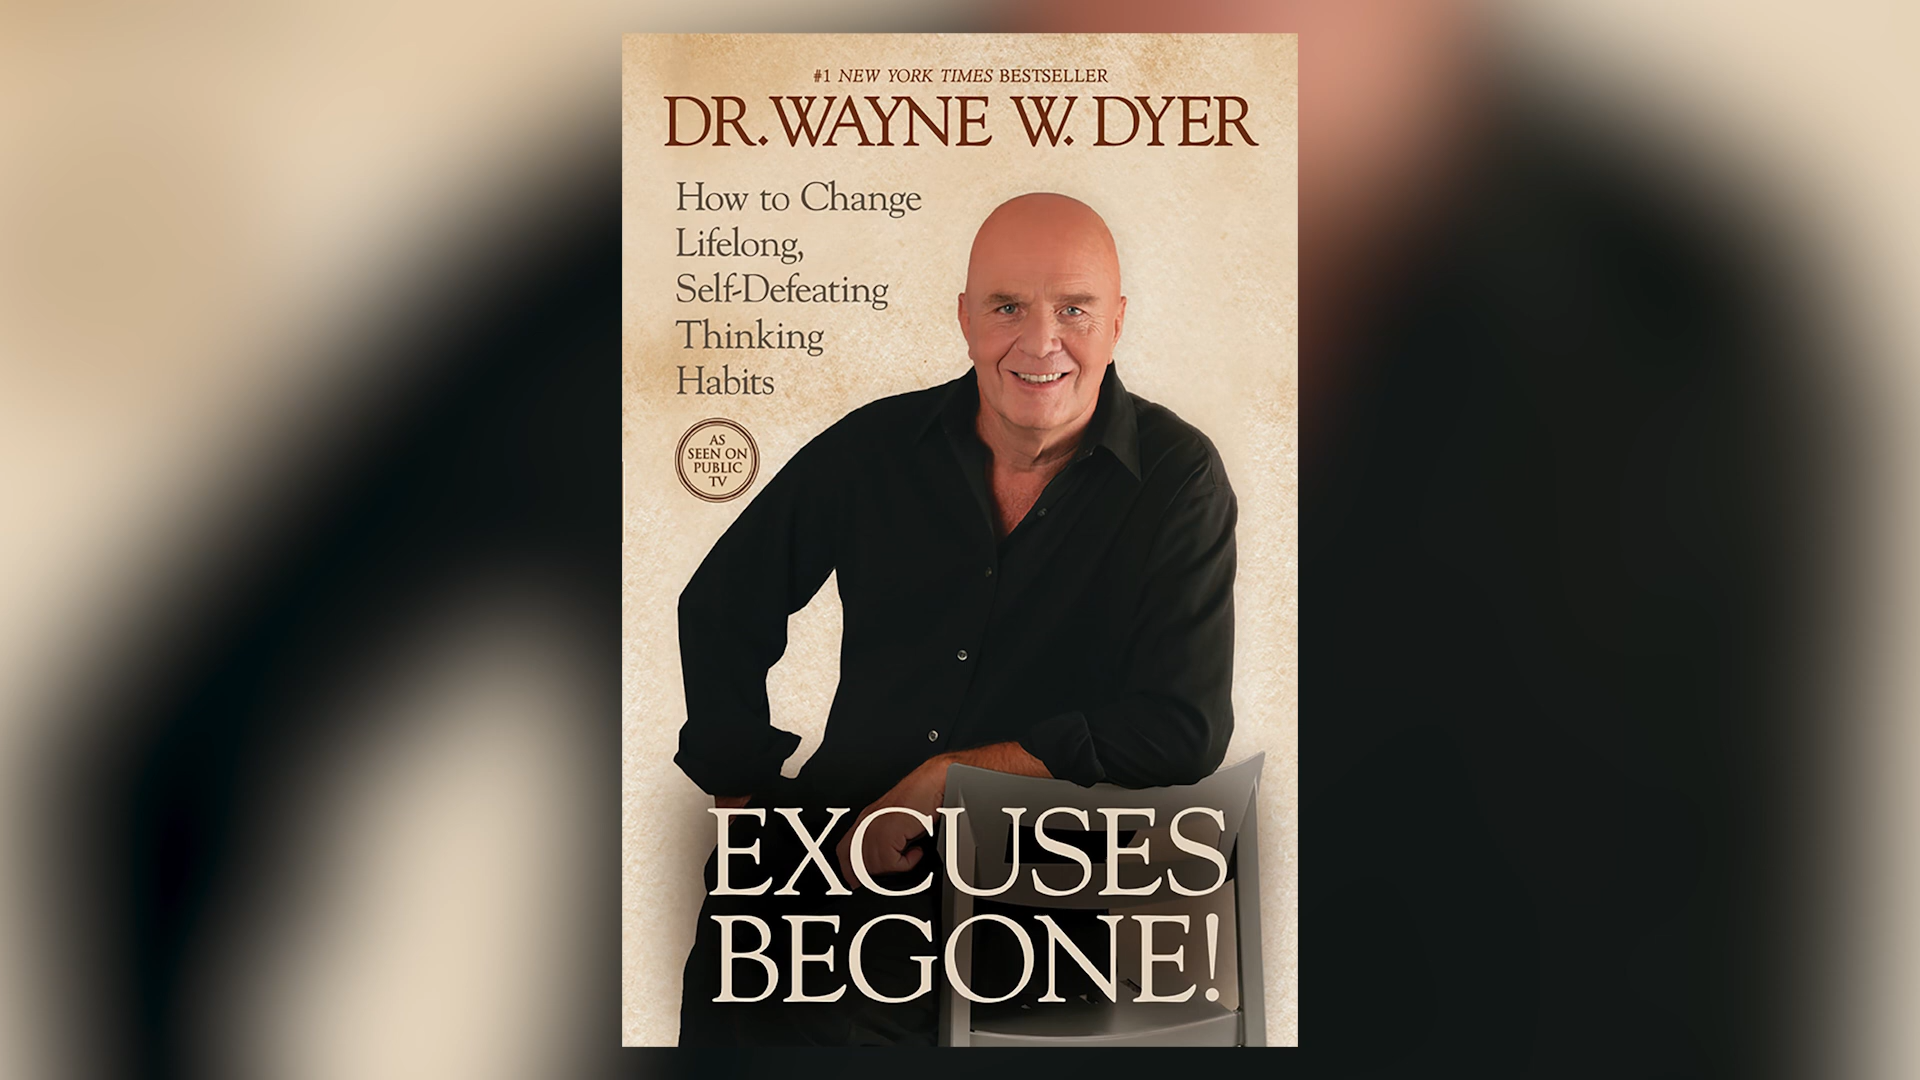 #1 NEW YORK TIMES BESTSELLER
DR. WAYNE W. DYER
How to Change
Lifelong,
Self-Defeating
Thinking
Habits
AS
SEEN ON
PUBLIC
TV
EXCUSES
BEGONE!